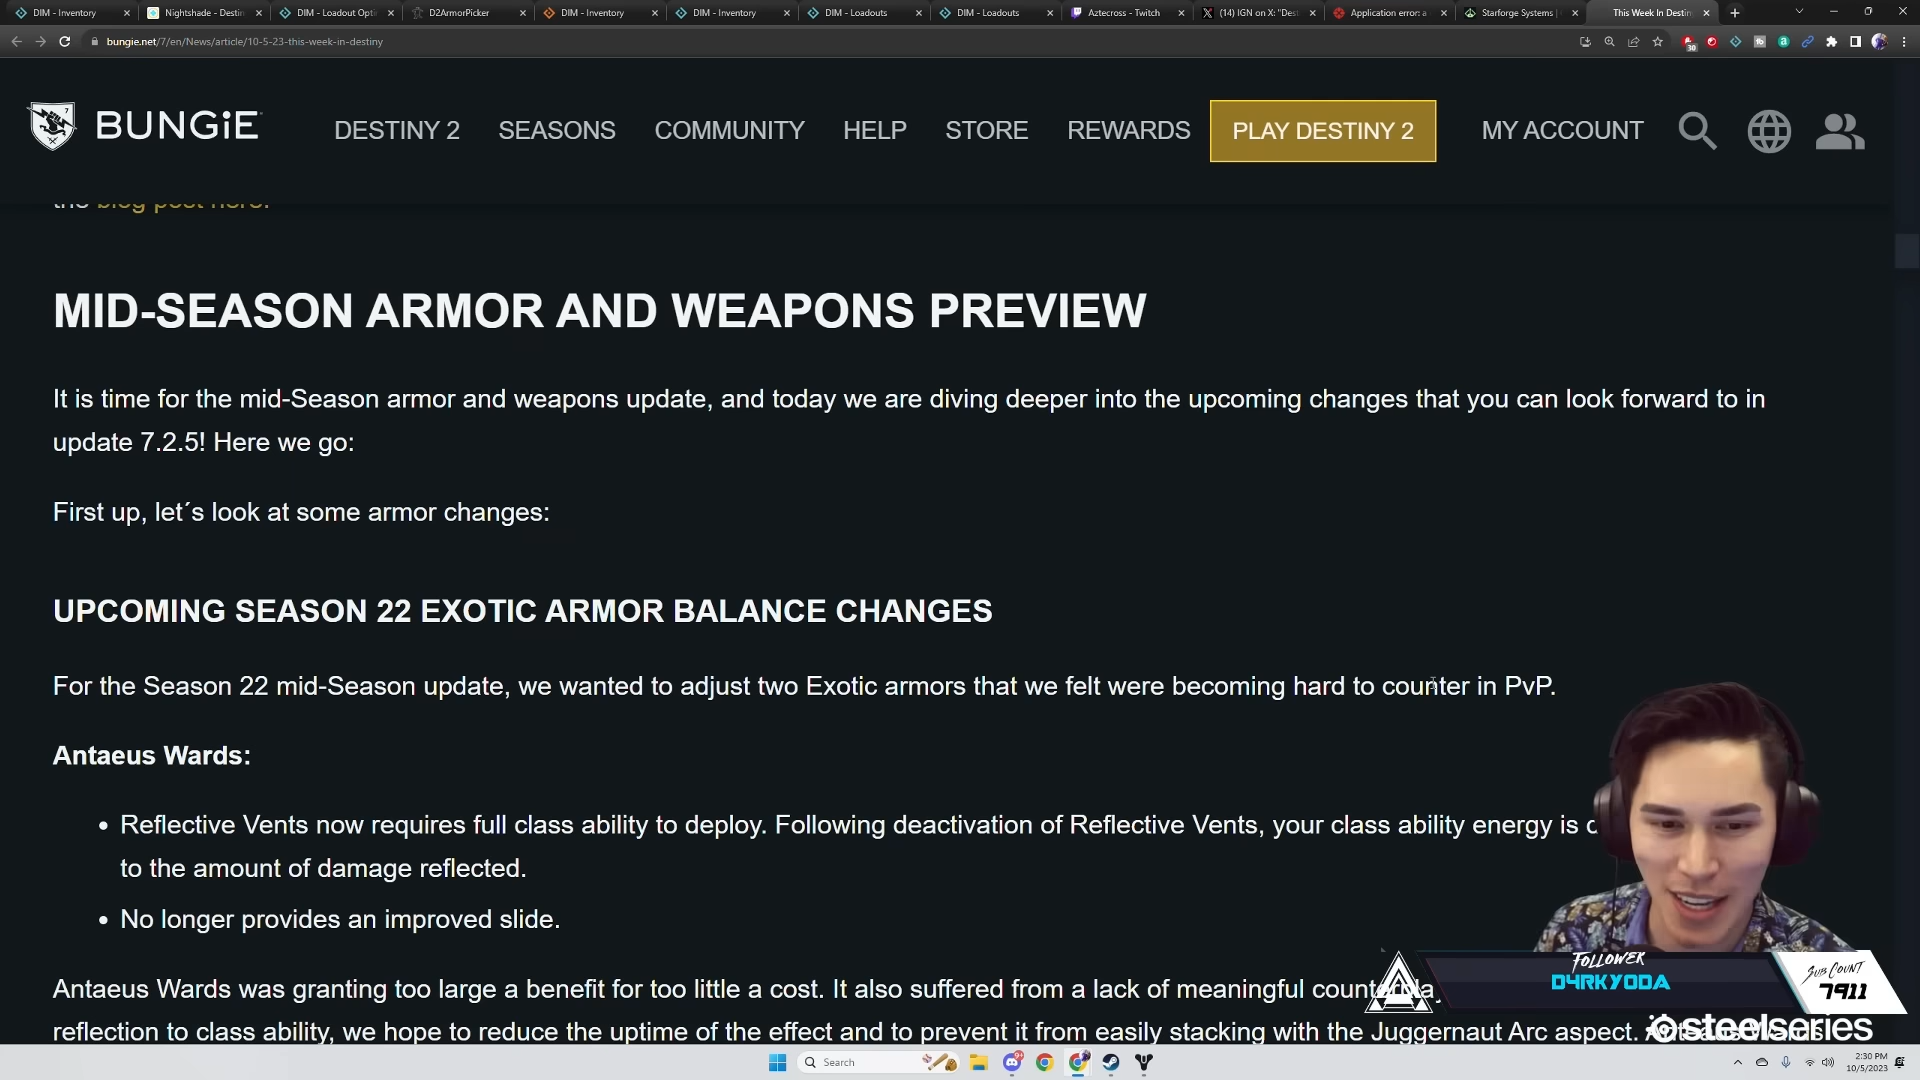 DIM - Inventory
Nightshade - Destin
DIM - Loadout Opti
D2ArmorPicker
DIM - Inventory
DIM - Inventory
DIM - Loadouts
DIM - Loadouts
Aztecross - Twitch
(14) IGN on X: "Dest
Application error: a
Starforge Systems |
This Week In Destin
bungie.net/7/en/News/article/10-5-23-this-week-in-destiny
30
BUNGiE
DESTINY 2
SEASONS
COMMUNITY
HELP
STORE
REWARDS
PLAY DESTINY 2
MY ACCOUNT
the blog post here.
MID-SEASON ARMOR AND WEAPONS PREVIEW
It is time for the mid-Season armor and weapons update, and today we are diving deeper into the upcoming changes that you can look forward to in
update 7.2.5! Here we go:
First up, let´s look at some armor changes:
UPCOMING SEASON 22 EXOTIC ARMOR BALANCE CHANGES
For the Season 22 mid-Season update, we wanted to adjust two Exotic armors that we felt were becoming hard to counter in PvP.
Antaeus Wards:
• Reflective Vents now requires full class ability to deploy. Following deactivation of Reflective Vents, your class ability energy is
to the amount of damage reflected.
• No longer provides an improved slide.
Antaeus Wards was granting too large a benefit for too little a cost. It also suffered from a lack of meaningful
reflection to class ability, we hope to reduce the uptime of the effect and to prevent it from easily stacking with the Juggernaut Arc aspect.
FOLLOWER
D4RKYODA
SUB COUNT
7911
steelseries
Search
2:30 PM
10/5/2023